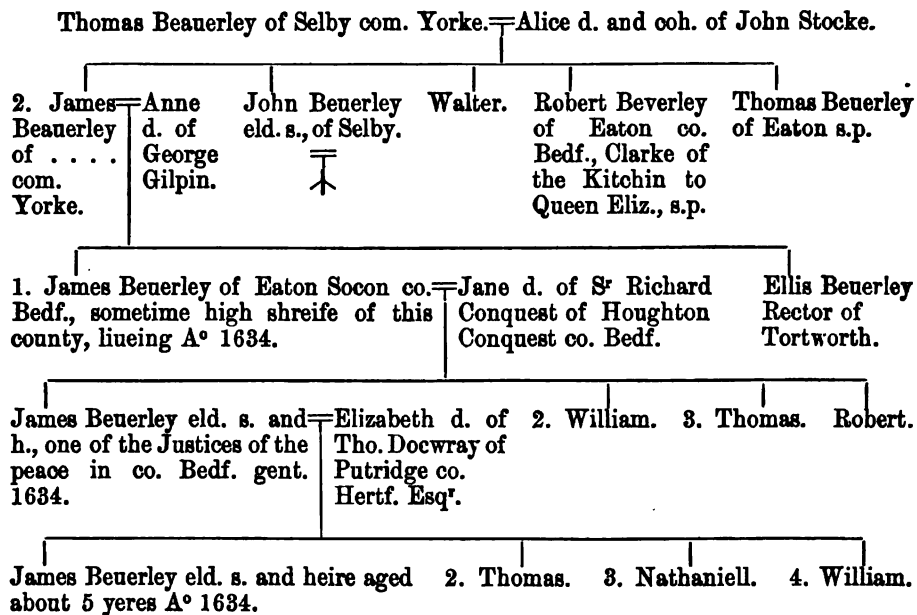 Thomas Beauerley of Selby com. Yorke.=Alice d. and coh. of John Stocke.
2. James=Anne
Beauerley d. of
of . . . . George
com. Gilpin.
Yorke.
John Beuerley
eld. s., of Selby.
Walter.
Robert Beverley
of Eaton co.
Bedf., Clarke of
the Kitchin to
Queen Eliz., s.p.
Thomas Beuerley
of Eaton s.p.
1. James Beuerley of Eaton Socon co.=Jane d. of Sʳ Richard
Bedf., sometime high shreife of this Conquest of Houghton
county, liueing Aº 1634. Conquest co. Bedf.
Ellis Beuerley
Rector of
Tortworth.
James Beuerley eld. s. and=Elizabeth d. of
h., one of the Justices of the Tho. Docwray of
peace in co. Bedf. gent. Putridge co.
1634. Hertf. Esqʳ.
2. William. 3. Thomas. Robert.
James Beuerley eld. s. and heire aged
about 5 yeres Aº 1634.
2. Thomas. 3. Nathaniell. 4. William.